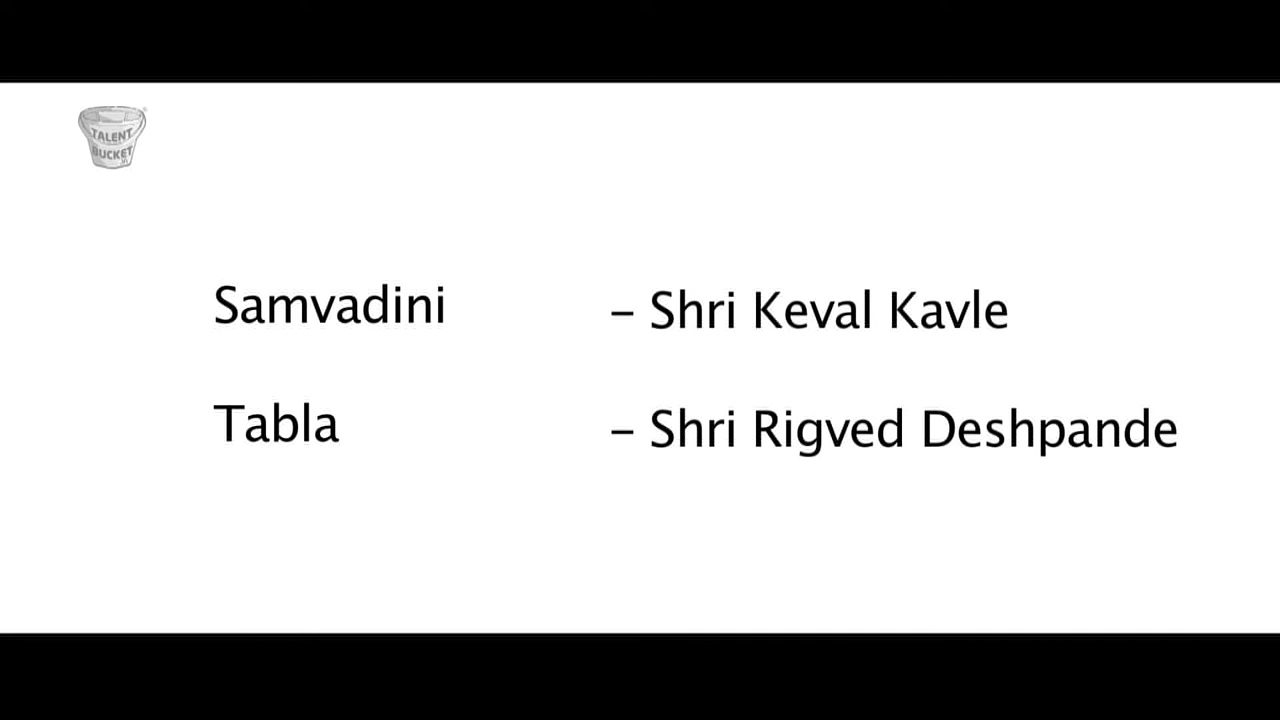 TALENT
BUCKET
Samvadini – Shri Keval Kavle
Tabla – Shri Rigved Deshpande